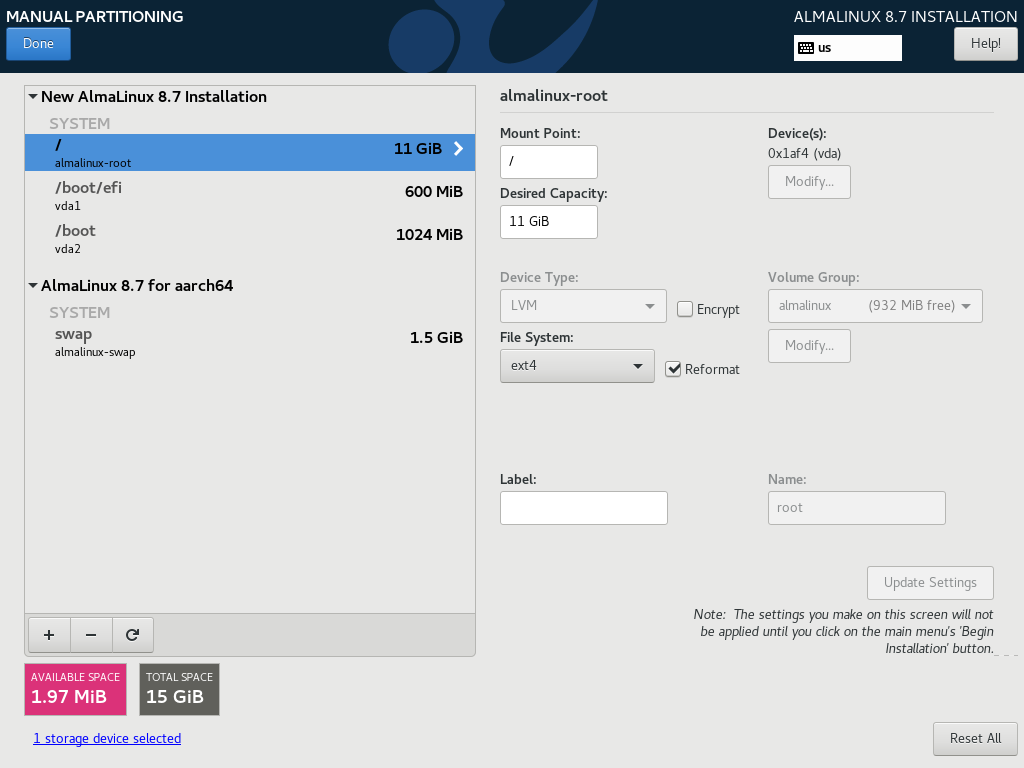 MANUAL PARTITIONING
ALMALINUX 8.7 INSTALLATION
Done
us
Help!
New AlmaLinux 8.7 Installation
SYSTEM
/
11 GiB
almalinux-root
/boot/efi
600 MiB
vda1
/boot
1024 MiB
vda2
AlmaLinux 8.7 for aarch64
SYSTEM
swap
1.5 GiB
almalinux-swap
+ −
AVAILABLE SPACE
1.97 MiB
TOTAL SPACE
15 GiB
1 storage device selected
almalinux-root
Mount Point:
/
Device(s):
0x1af4 (vda)
Modify...
Desired Capacity:
11 GiB
Device Type:
LVM
Encrypt
Volume Group:
almalinux (932 MiB free)
Modify...
File System:
ext4
Reformat
Label:
Name:
root
Update Settings
Note: The settings you make on this screen will not
be applied until you click on the main menu's 'Begin
Installation' button.
Reset All